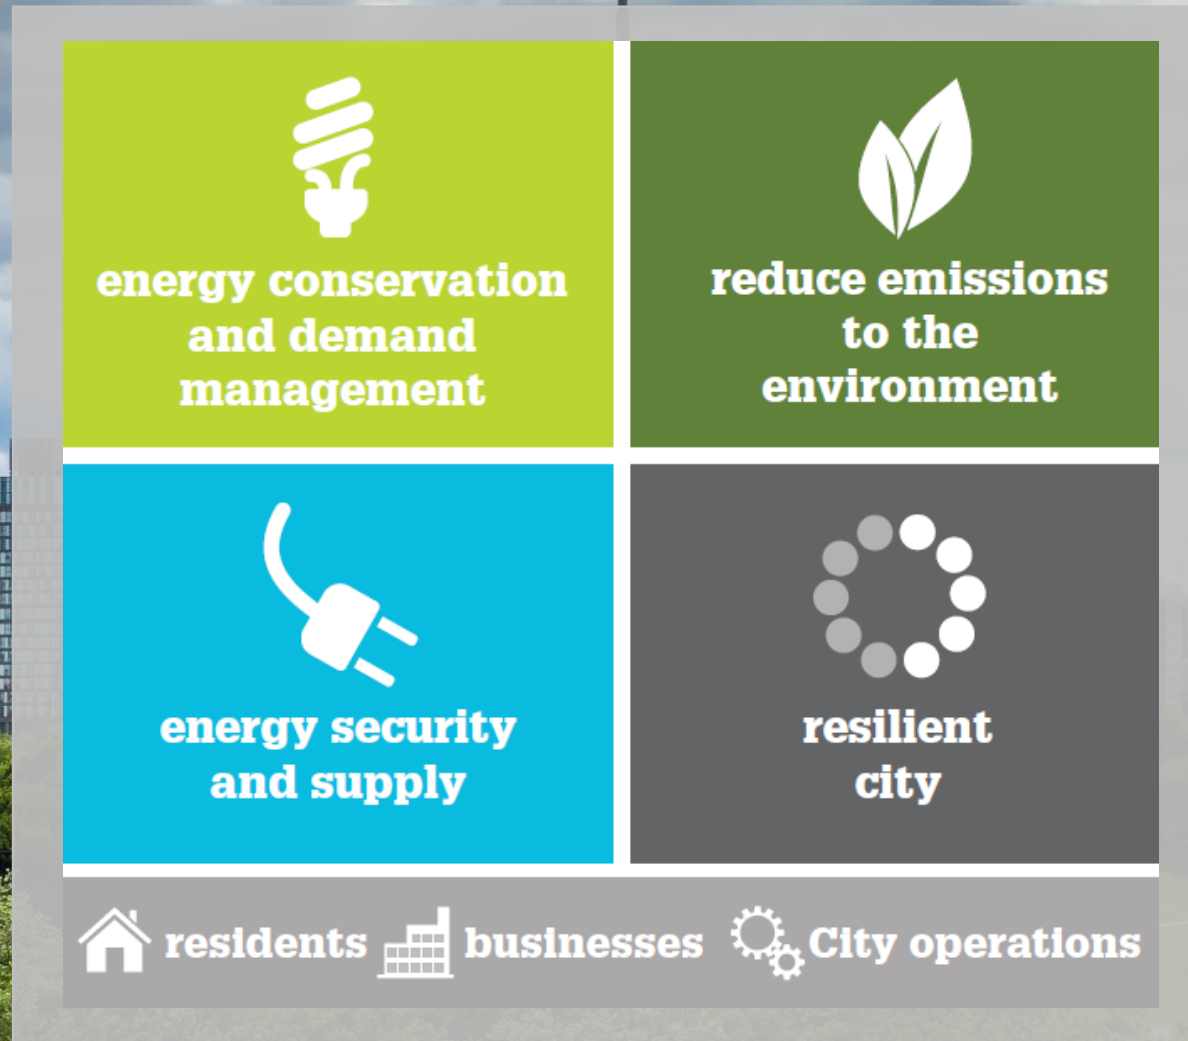 energy conservation
and demand
management
reduce emissions
to the
environment
energy security
and supply
resilient
city
residents
businesses
City operations